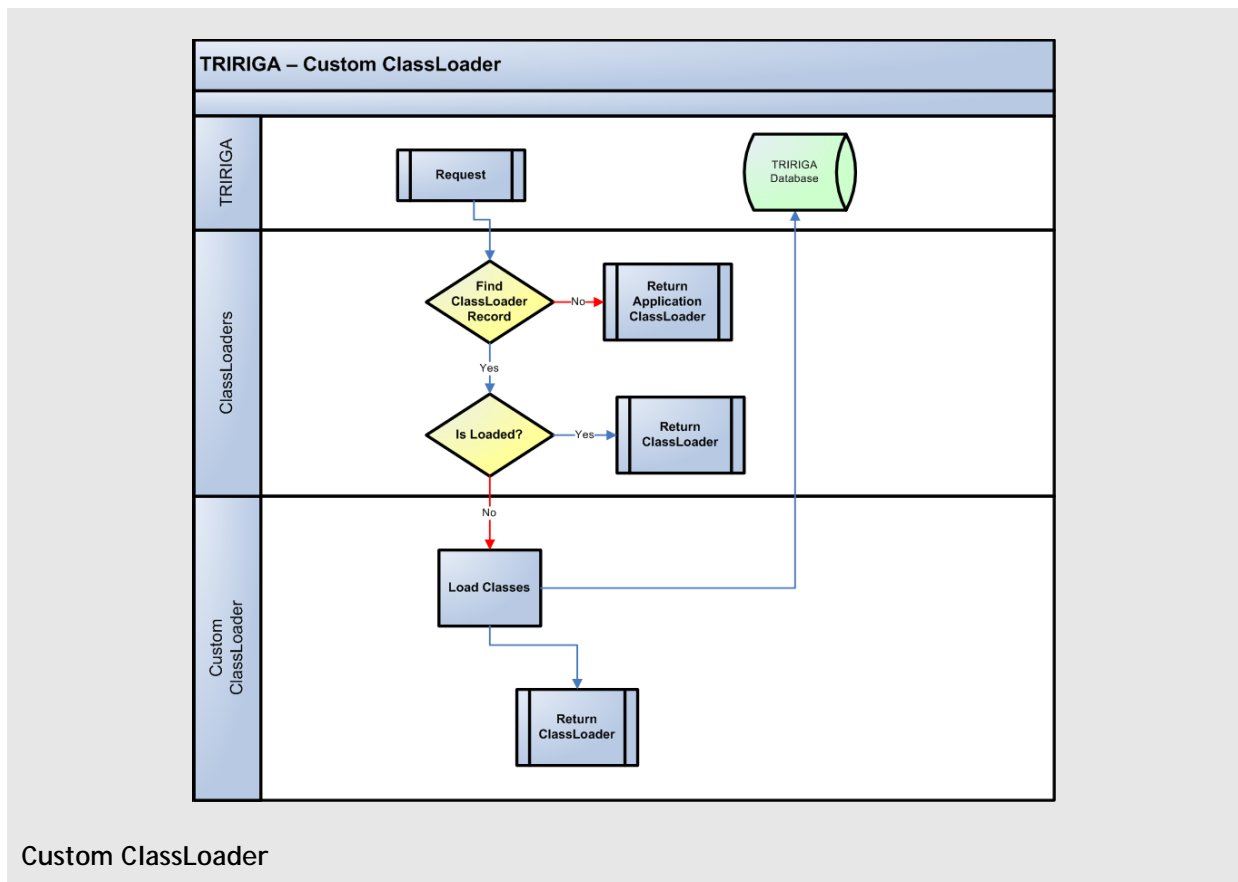 TRIRIGA – Custom ClassLoader
TRIRIGA
Request
TRIRIGA
Database
ClassLoaders
Find
ClassLoader
Record
No
Return
Application
ClassLoader
Yes
Is Loaded?
Yes
Return
ClassLoader
No
Custom
ClassLoader
Load Classes
Return
ClassLoader
Custom ClassLoader